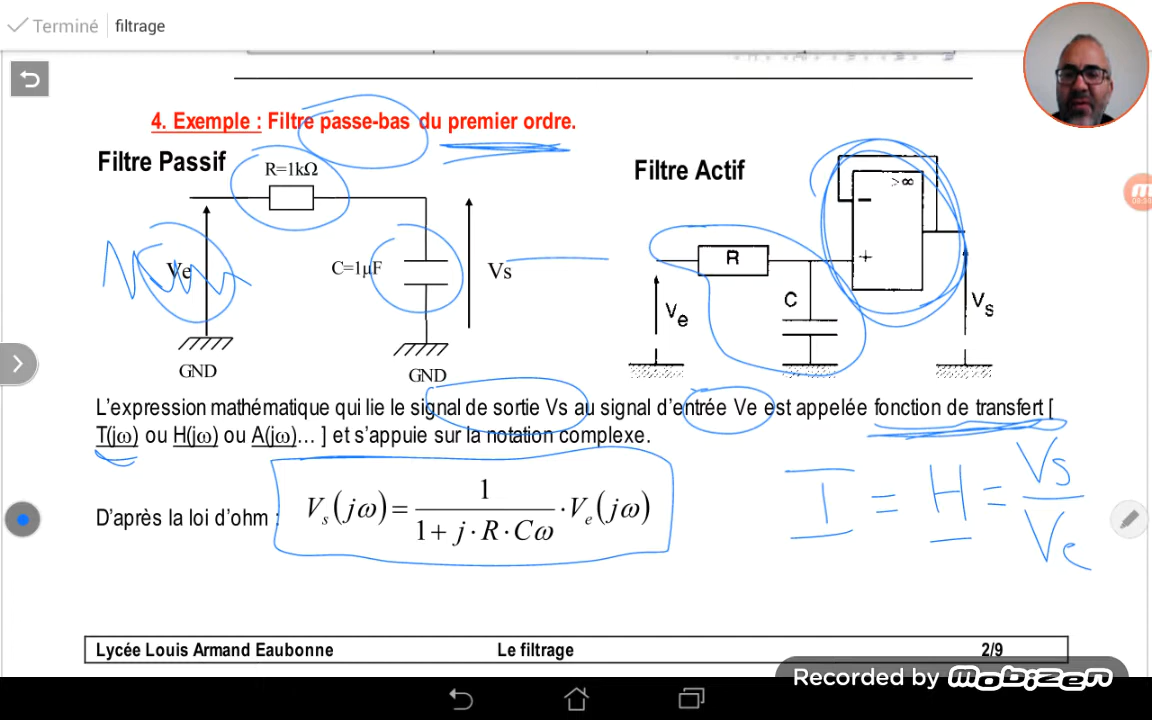 Terminé
filtrage
4. Exemple : Filtre passe-bas du premier ordre.
Filtre Passif
R=1kΩ
Ve
C=1μF
Vs
GND
GND
Filtre Actif
>∞
−
+
R
C
Ve
Vs
L'expression mathématique qui lie le signal de sortie Vs au signal d'entrée Ve est appelée fonction de transfert [
T(jω) ou H(jω) ou A(jω)… ] et s'appuie sur la notation complexe.
D'après la loi d'ohm : Vs(jω) = 1 / (1 + j · R · Cω) · Ve(jω)
T = H = Vs / Ve
Lycée Louis Armand Eaubonne Le filtrage 2/9
Recorded by mobizen